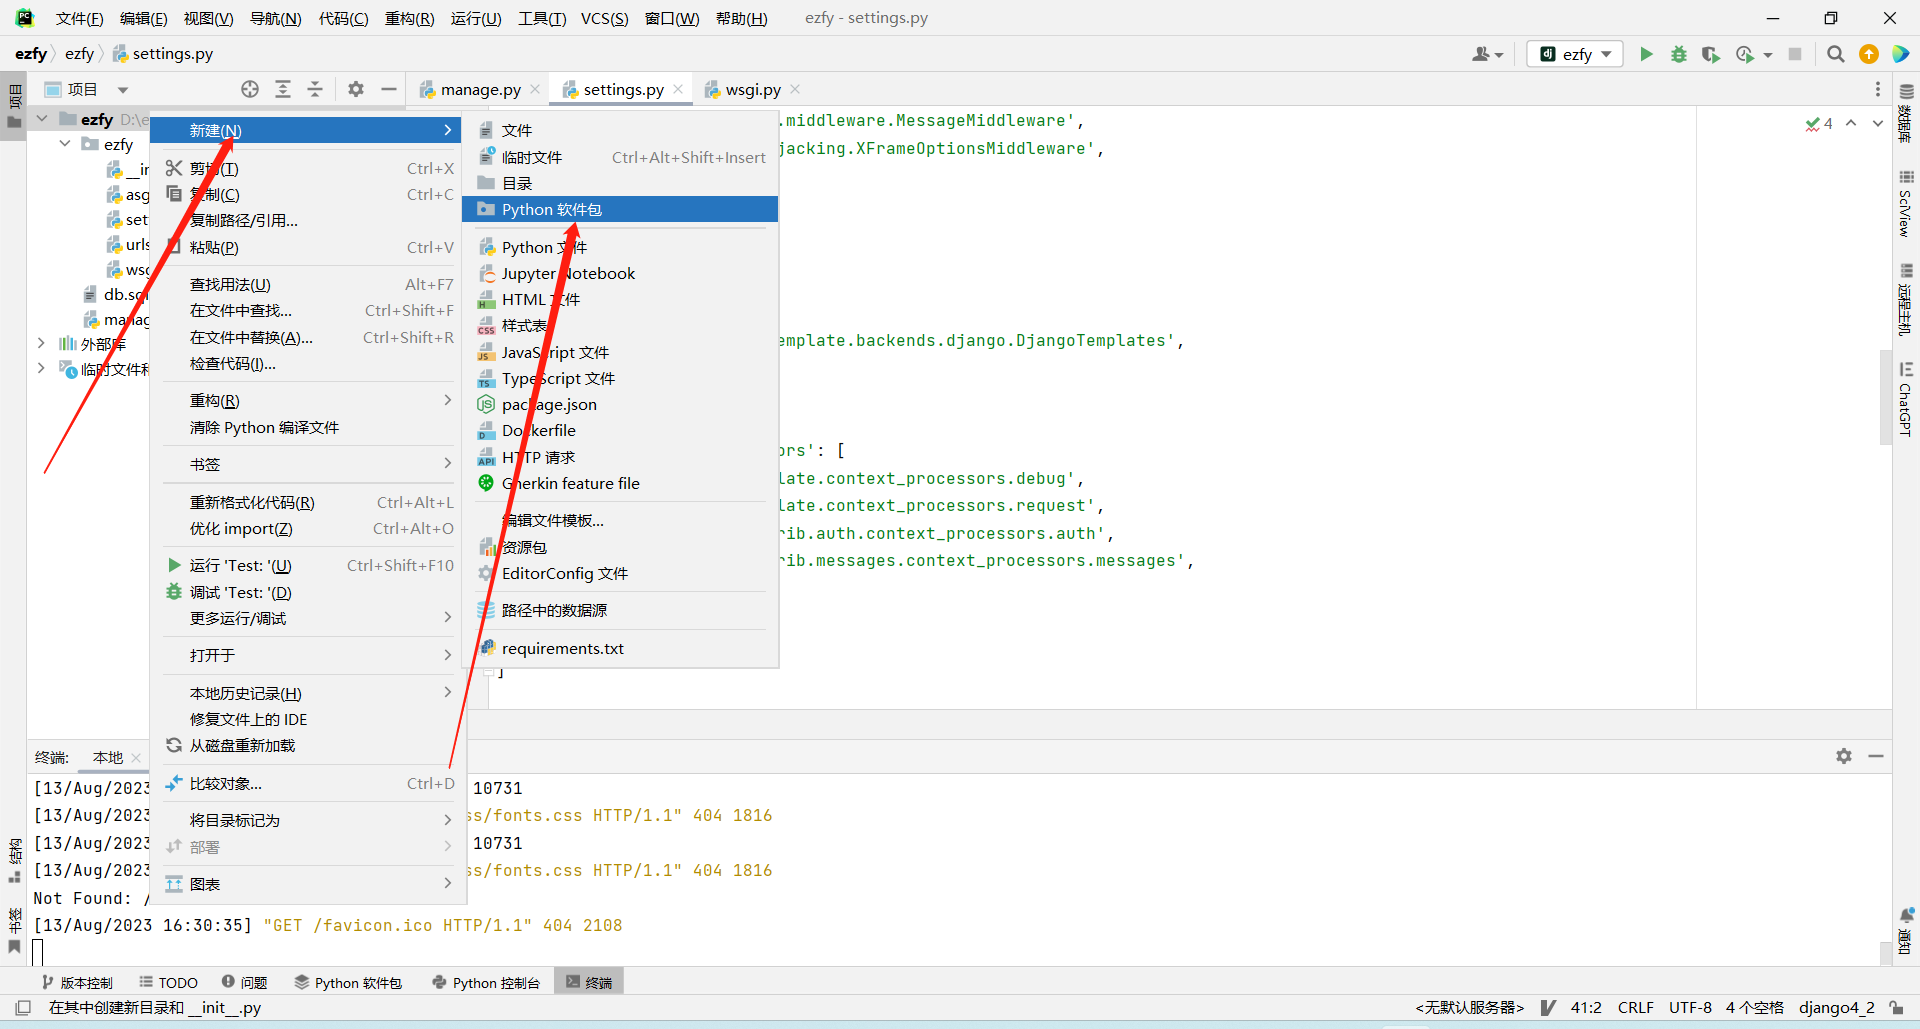 文件(F) 编辑(E) 视图(V) 导航(N) 代码(C) 重构(R) 运行(U) 工具(T) VCS(S) 窗口(W) 帮助(H) ezfy - settings.py
ezfy ezfy settings.py
dj ezfy
项目
manage.py settings.py wsgi.py
ezfy D:\e
ezfy
__in
asg
set
urls
wsg
db.sq
manag
外部库
临时文件和
新建(N)
剪切(T) Ctrl+X
复制(C) Ctrl+C
复制路径/引用...
粘贴(P) Ctrl+V
查找用法(U) Alt+F7
在文件中查找... Ctrl+Shift+F
在文件中替换(A)... Ctrl+Shift+R
检查代码(I)...
重构(R)
清除 Python 编译文件
书签
重新格式化代码(R) Ctrl+Alt+L
优化 import(Z) Ctrl+Alt+O
运行 'Test: '(U) Ctrl+Shift+F10
调试 'Test: '(D)
更多运行/调试
打开于
本地历史记录(H)
修复文件上的 IDE
从磁盘重新加载
比较对象... Ctrl+D
将目录标记为
部署
图表
文件
临时文件 Ctrl+Alt+Shift+Insert
目录
Python 软件包
Python 文件
Jupyter Notebook
HTML 文件
样式表
JavaScript 文件
TypeScript 文件
package.json
Dockerfile
HTTP 请求
Gherkin feature file
编辑文件模板...
资源包
EditorConfig 文件
路径中的数据源
requirements.txt
.middleware.MessageMiddleware',
jacking.XFrameOptionsMiddleware',
emplate.backends.django.DjangoTemplates',
ors': [
late.context_processors.debug',
late.context_processors.request',
rib.auth.context_processors.auth',
rib.messages.context_processors.messages',
]
4
项目
结构
书签
数据库
SciView
远程主机
ChatGPT
通知
终端: 本地
[13/Aug/2023 10731
[13/Aug/2023 ss/fonts.css HTTP/1.1" 404 1816
[13/Aug/2023 10731
[13/Aug/2023 ss/fonts.css HTTP/1.1" 404 1816
Not Found: /
[13/Aug/2023 16:30:35] "GET /favicon.ico HTTP/1.1" 404 2108
版本控制 TODO 问题 Python 软件包 Python 控制台 终端
在其中创建新目录和 __init__.py <无默认服务器> 41:2 CRLF UTF-8 4 个空格 django4_2